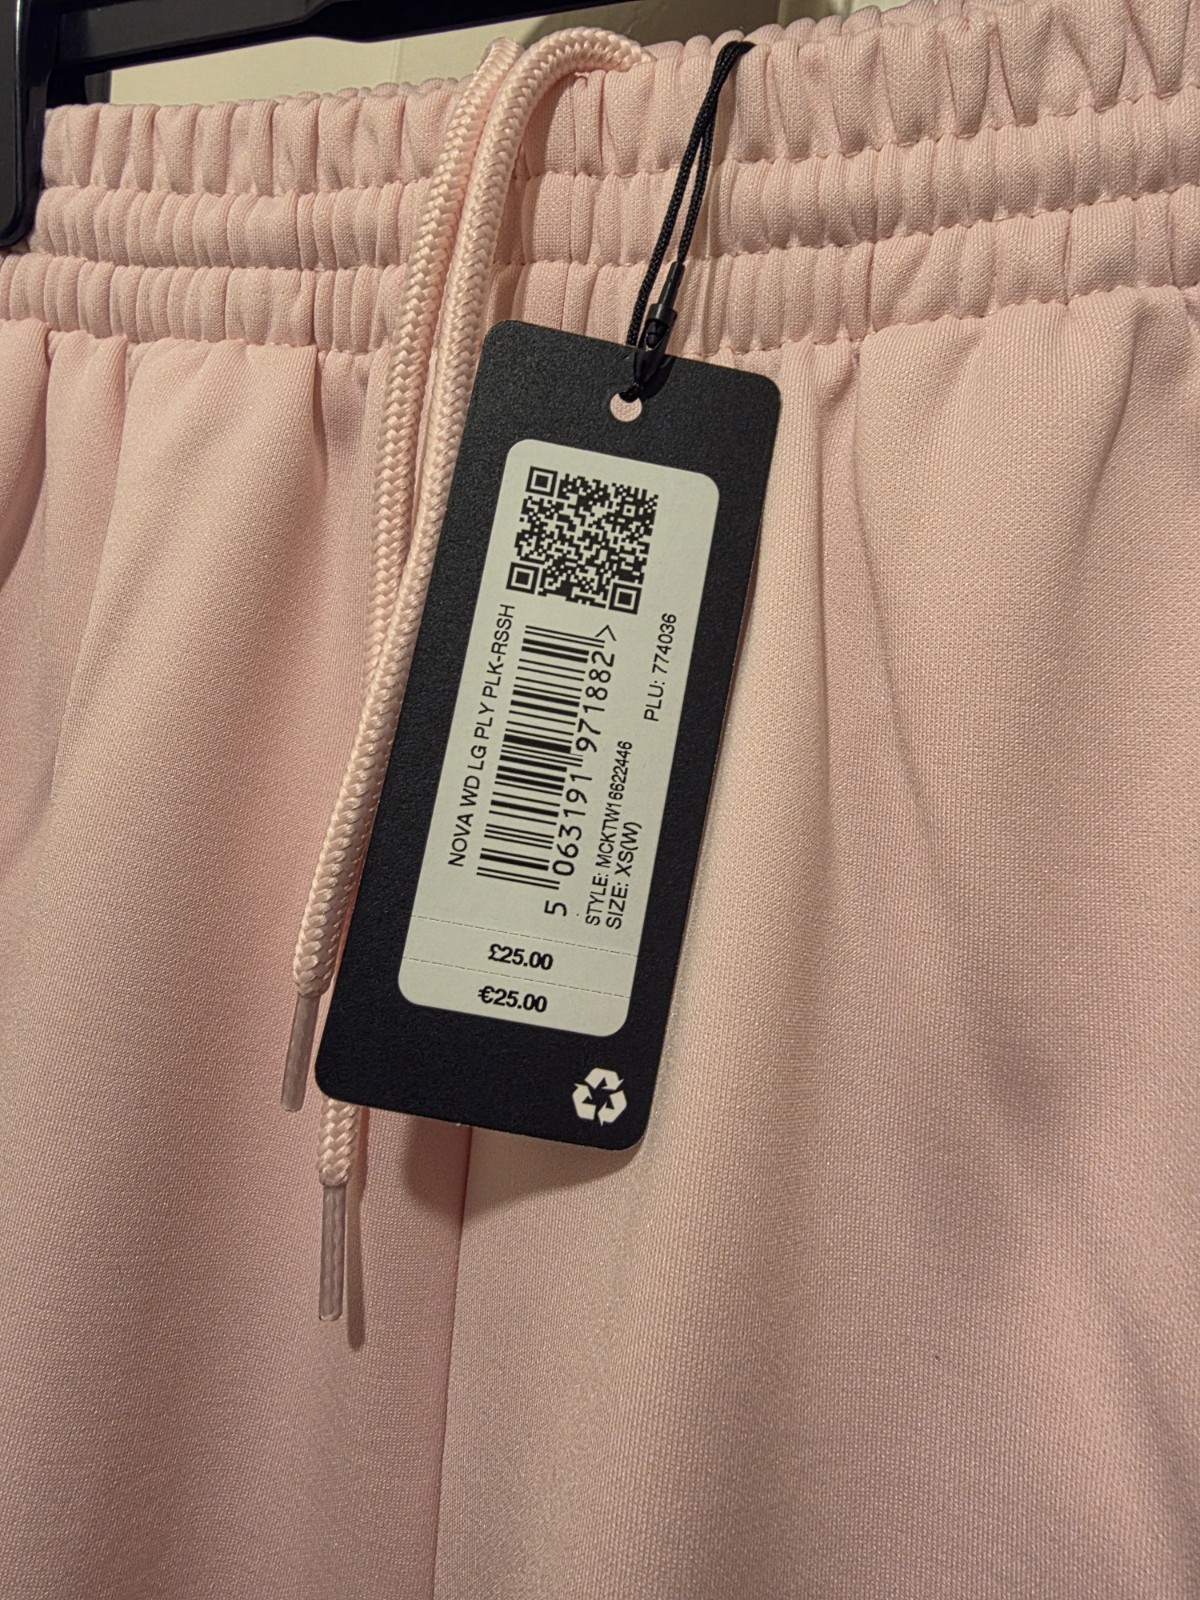 NOVA WD LG PLY PLK-RSSH
5 063191 971882 >
STYLE: MCKTW16622446
SIZE: XS(W)
PLU: 774036
£25.00
€25.00